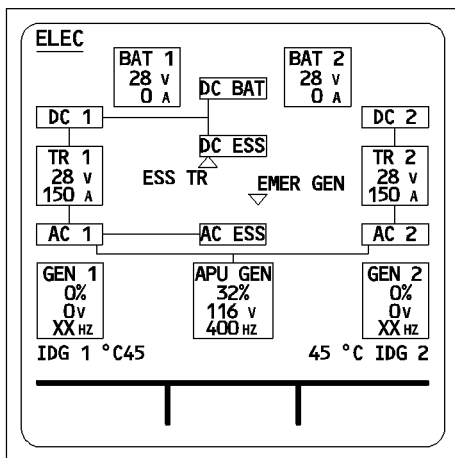 ELEC
BAT 1
28 V
0 A
DC BAT
BAT 2
28 V
0 A
DC 1
DC 2
DC ESS
TR 1
28 V
150 A
ESS TR
EMER GEN
TR 2
28 V
150 A
AC 1
AC ESS
AC 2
GEN 1
0%
0V
XX HZ
APU GEN
32%
116 V
400 HZ
GEN 2
0%
0V
XX HZ
IDG 1 °C45
45 °C IDG 2